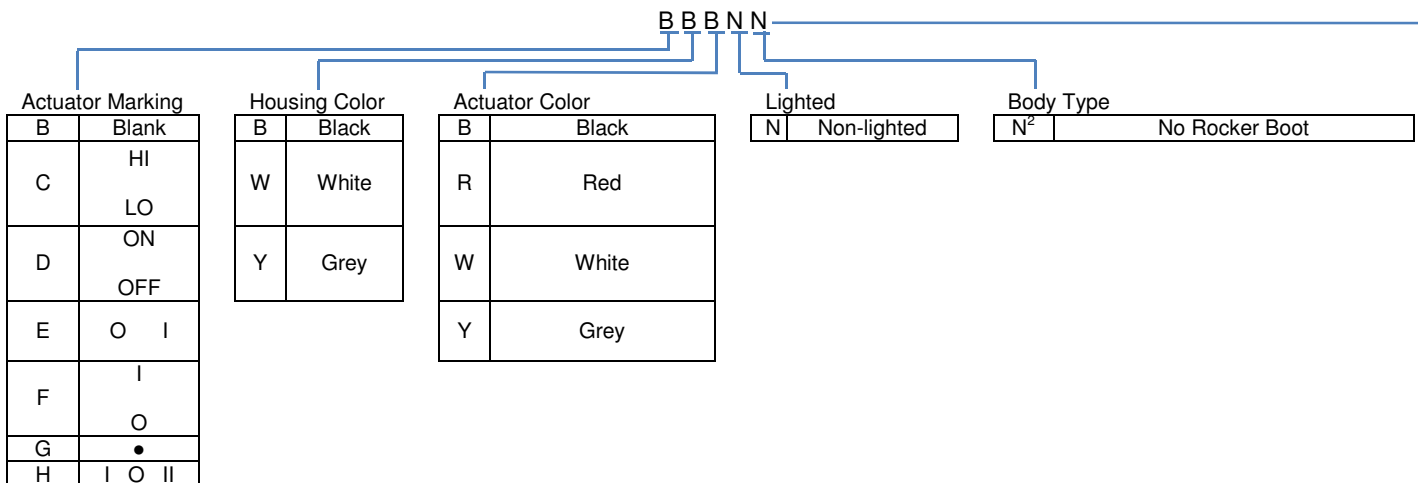 B B B N N
Actuator Marking
B Blank
C HI LO
D ON OFF
E O I
F I O
G ●
H I O II
Housing Color
B Black
W White
Y Grey
Actuator Color
B Black
R Red
W White
Y Grey
Lighted
N Non-lighted
Body Type
N² No Rocker Boot